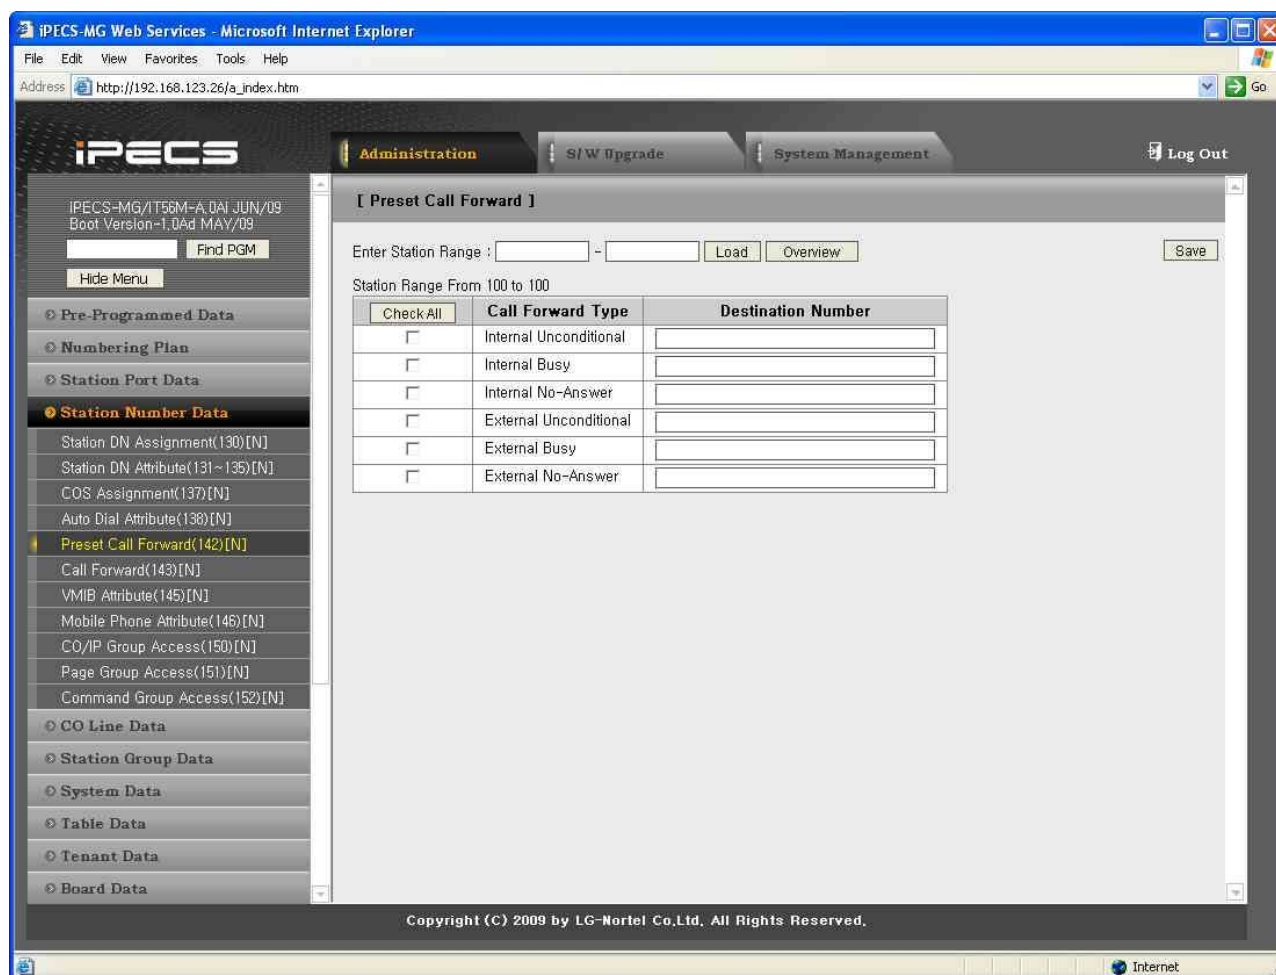 iPECS-MG Web Services - Microsoft Internet Explorer
File Edit View Favorites Tools Help
Address http://192.168.123.26/a_index.htm Go
iPECS
Administration S/W Upgrade System Management Log Out
iPECS-MG/IT56M-A.0Ai JUN/09
Boot Version-1.0Ad MAY/09
Find PGM
Hide Menu
Pre-Programmed Data
Numbering Plan
Station Port Data
Station Number Data
Station DN Assignment(130)[N]
Station DN Attribute(131~135)[N]
COS Assignment(137)[N]
Auto Dial Attribute(138)[N]
Preset Call Forward(142)[N]
Call Forward(143)[N]
VMIB Attribute(145)[N]
Mobile Phone Attribute(146)[N]
CO/IP Group Access(150)[N]
Page Group Access(151)[N]
Command Group Access(152)[N]
CO Line Data
Station Group Data
System Data
Table Data
Tenant Data
Board Data
[ Preset Call Forward ]
Enter Station Range : - Load Overview Save
Station Range From 100 to 100
Check All Call Forward Type Destination Number
Internal Unconditional
Internal Busy
Internal No-Answer
External Unconditional
External Busy
External No-Answer
Copyright (C) 2009 by LG-Nortel Co.Ltd. All Rights Reserved.
Internet